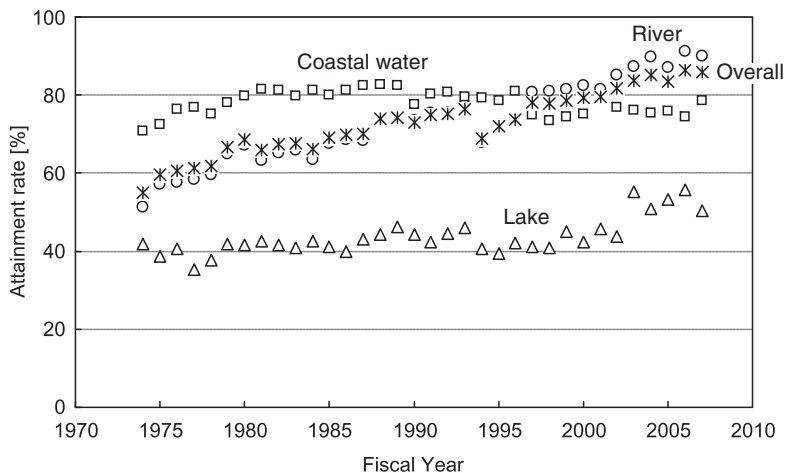 100
80
60
40
20
0
Attainment rate [%]
Coastal water
River
Overall
Lake
1970 1975 1980 1985 1990 1995 2000 2005 2010
Fiscal Year